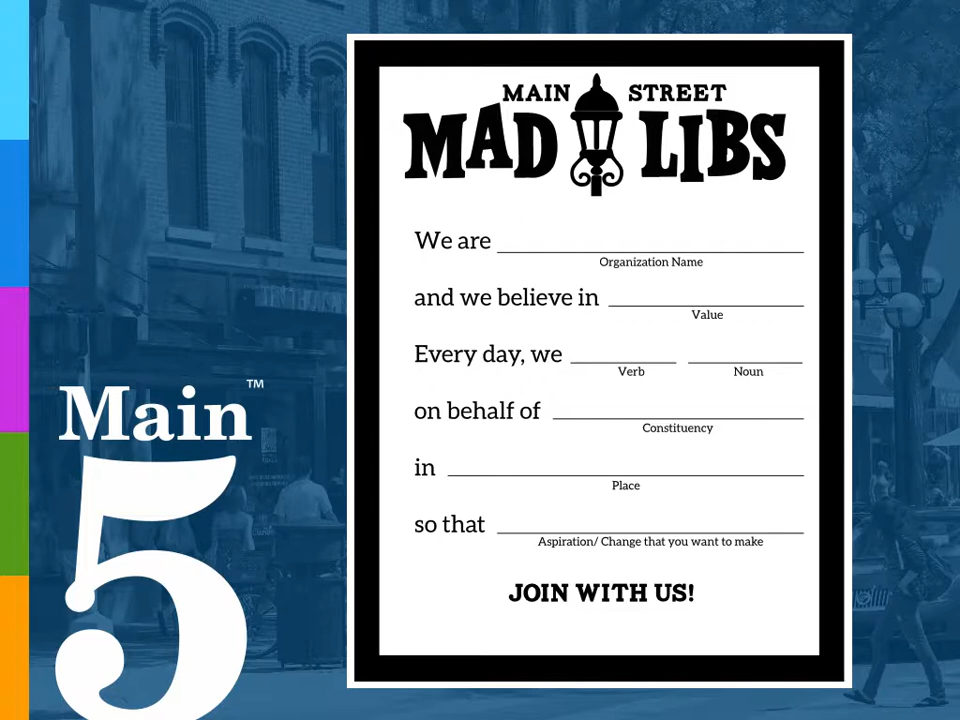 MAIN STREET
MAD LIBS
We are
Organization Name
and we believe in
Value
Every day, we
Verb Noun
on behalf of
Constituency
in
Place
so that
Aspiration/ Change that you want to make
JOIN WITH US!
Main™
5